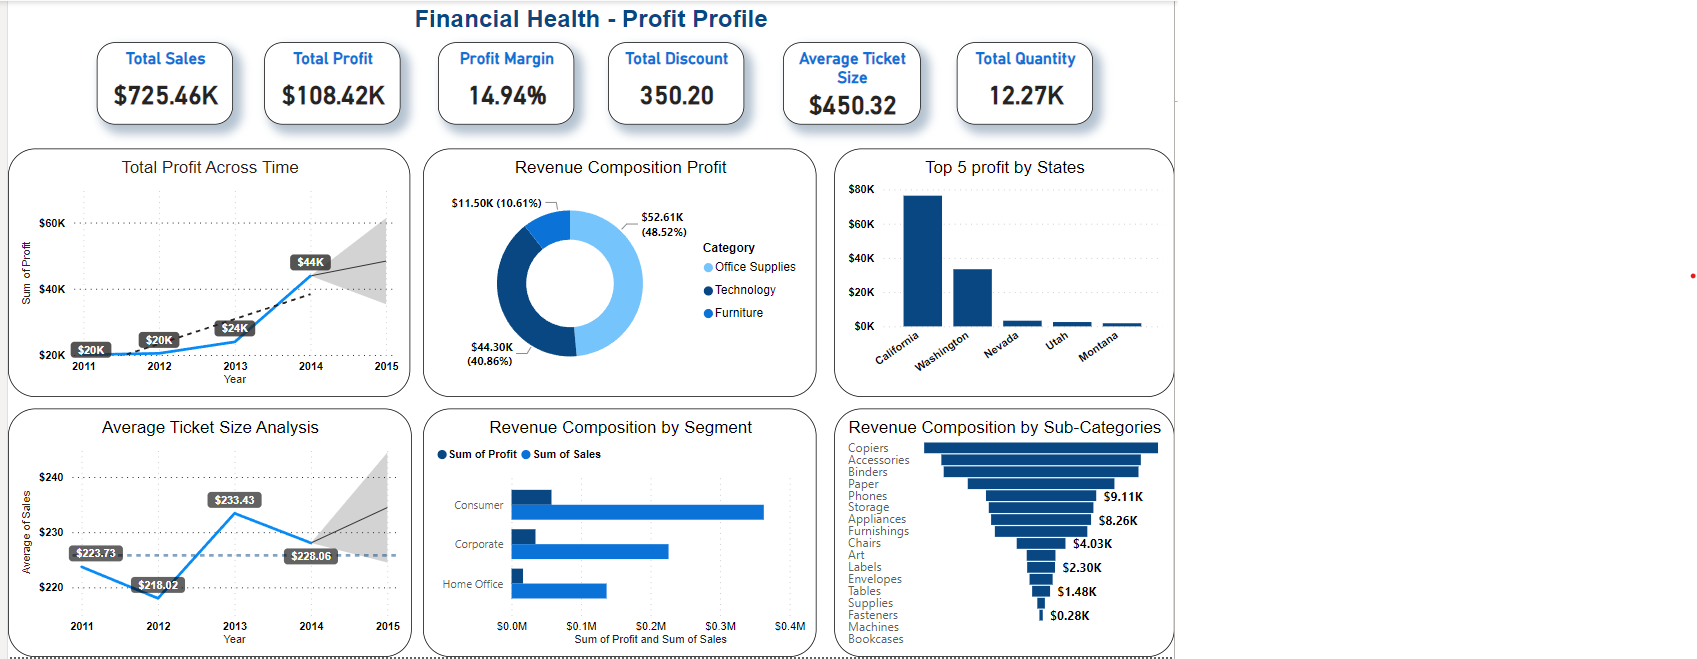 Financial Health - Profit Profile
Total Sales
$725.46K
Total Profit
$108.42K
Profit Margin
14.94%
Total Discount
350.20
Average Ticket
Size
$450.32
Total Quantity
12.27K
Total Profit Across Time
Sum of Profit
$60K
$40K
$20K
$20K
$20K
$24K
$44K
2011
2012
2013
2014
2015
Year
Revenue Composition Profit
$11.50K (10.61%)
$52.61K
(48.52%)
$44.30K
(40.86%)
Category
Office Supplies
Technology
Furniture
Top 5 profit by States
$80K
$60K
$40K
$20K
$0K
California
Washington
Nevada
Utah
Montana
Average Ticket Size Analysis
Average of Sales
$240
$230
$220
$223.73
$218.02
$233.43
$228.06
2011
2012
2013
2014
2015
Year
Revenue Composition by Segment
Sum of Profit
Sum of Sales
Consumer
Corporate
Home Office
$0.0M
$0.1M
$0.2M
$0.3M
$0.4M
Sum of Profit and Sum of Sales
Revenue Composition by Sub-Categories
Copiers
Accessories
Binders
Paper
Phones $9.11K
Storage
Appliances $8.26K
Furnishings
Chairs $4.03K
Art
Labels $2.30K
Envelopes
Tables $1.48K
Supplies
Fasteners $0.28K
Machines
Bookcases